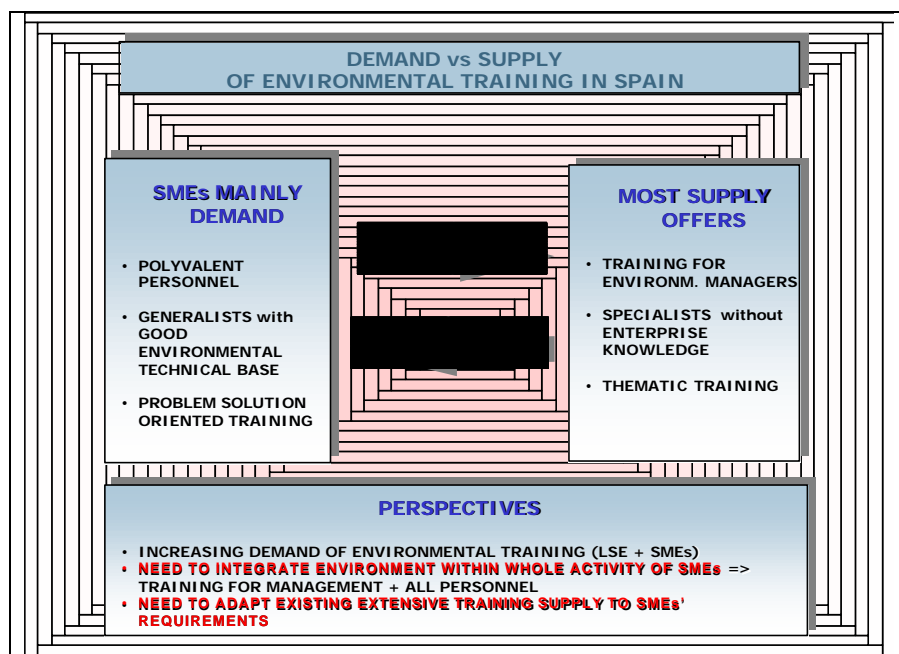 DEMAND vs SUPPLY
OF ENVIRONMENTAL TRAINING IN SPAIN
SMEs MAINLY
DEMAND
• POLYVALENT
PERSONNEL
• GENERALISTS with
GOOD
ENVIRONMENTAL
TECHNICAL BASE
• PROBLEM SOLUTION
ORIENTED TRAINING
MOST SUPPLY
OFFERS
• TRAINING FOR
ENVIRONM. MANAGERS
• SPECIALISTS without
ENTERPRISE
KNOWLEDGE
• THEMATIC TRAINING
PERSPECTIVES
• INCREASING DEMAND OF ENVIRONMENTAL TRAINING (LSE + SMEs)
• NEED TO INTEGRATE ENVIRONMENT WITHIN WHOLE ACTIVITY OF SMEs =>
TRAINING FOR MANAGEMENT + ALL PERSONNEL
• NEED TO ADAPT EXISTING EXTENSIVE TRAINING SUPPLY TO SMEs'
REQUIREMENTS